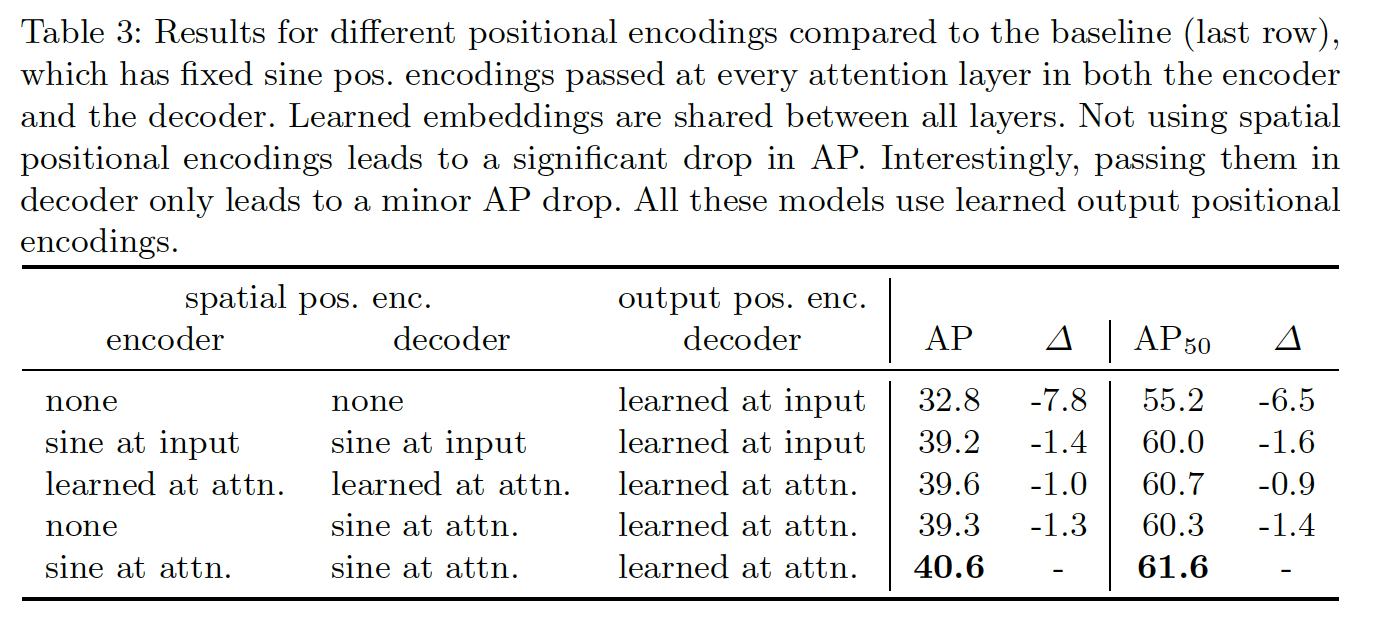 Table 3: Results for different positional encodings compared to the baseline (last row),
which has fixed sine pos. encodings passed at every attention layer in both the encoder
and the decoder. Learned embeddings are shared between all layers. Not using spatial
positional encodings leads to a significant drop in AP. Interestingly, passing them in
decoder only leads to a minor AP drop. All these models use learned output positional
encodings.
spatial pos. enc. output pos. enc.
encoder decoder decoder AP Δ AP50 Δ
none none learned at input 32.8 -7.8 55.2 -6.5
sine at input sine at input learned at input 39.2 -1.4 60.0 -1.6
learned at attn. learned at attn. learned at attn. 39.6 -1.0 60.7 -0.9
none sine at attn. learned at attn. 39.3 -1.3 60.3 -1.4
sine at attn. sine at attn. learned at attn. 40.6 - 61.6 -